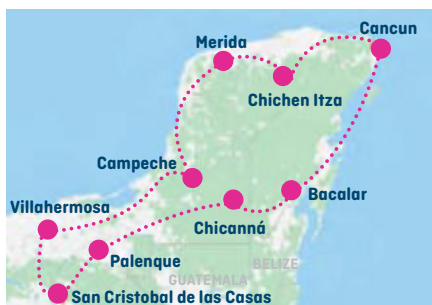 Cancun
Merida
Chichen Itza
Campeche
Bacalar
Villahermosa
Chicanná
Palenque
BELIZE
GUATEMALA
San Cristobal de las Casas